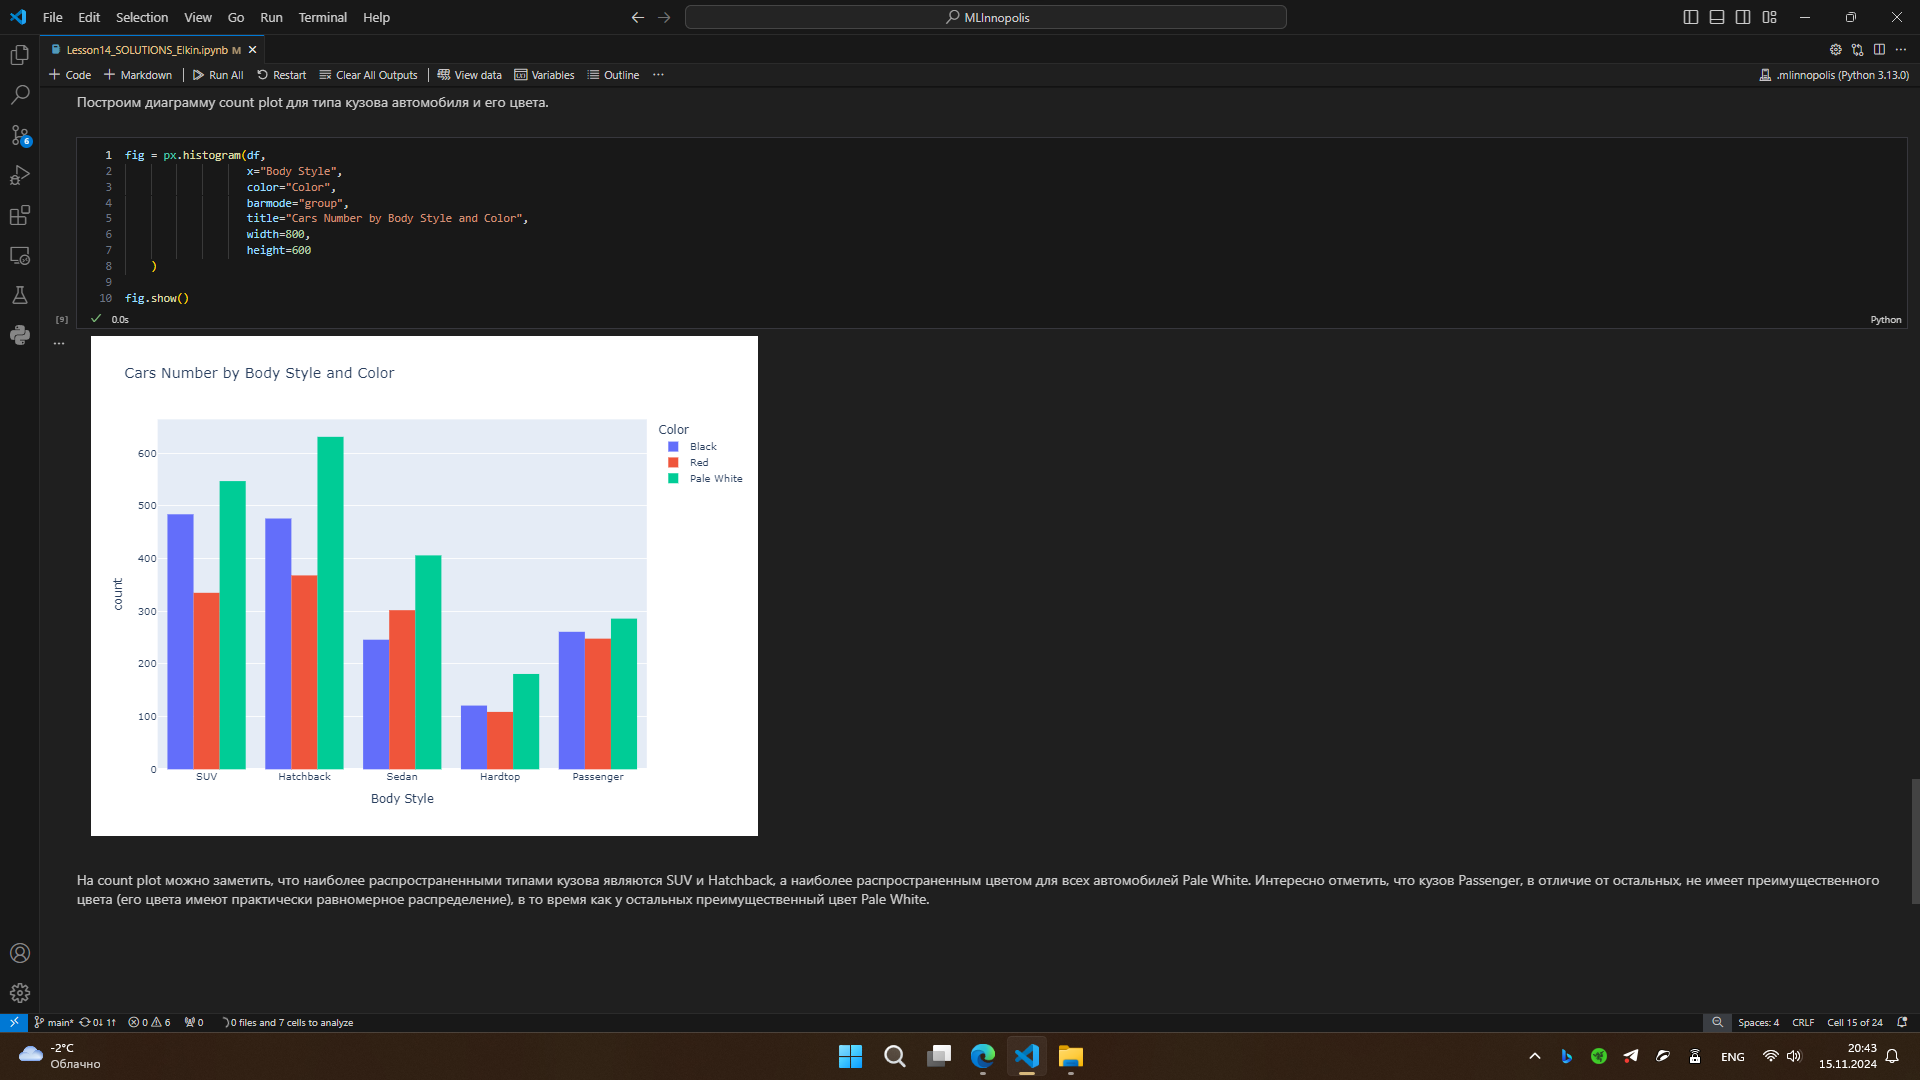 File Edit Selection View Go Run Terminal Help
MLInnopolis
Lesson14_SOLUTIONS_Elkin.ipynb M
Code Markdown Run All Restart Clear All Outputs View data Variables Outline ...
.mlinnopolis (Python 3.13.0)
Построим диаграмму count plot для типа кузова автомобиля и его цвета.
1 fig = px.histogram(df,
2 x="Body Style",
3 color="Color",
4 barmode="group",
5 title="Cars Number by Body Style and Color",
6 width=800,
7 height=600
8 )
9
10 fig.show()
[9] 0.0s
Python
Cars Number by Body Style and Color
Color
Black
Red
Pale White
600
500
400
300
200
100
0
count
SUV Hatchback Sedan Hardtop Passenger
Body Style
На count plot можно заметить, что наиболее распространенными типами кузова являются SUV и Hatchback, а наиболее распространенным цветом для всех автомобилей Pale White. Интересно отметить, что кузов Passenger, в отличие от остальных, не имеет преимущественного
цвета (его цвета имеют практически равномерное распределение), в то время как у остальных преимущественный цвет Pale White.
6
main* 0↓ 1↑ 0 6 0 0 files and 7 cells to analyze
Spaces: 4 CRLF Cell 15 of 24
-2°C
Облачно
ENG
20:43
15.11.2024